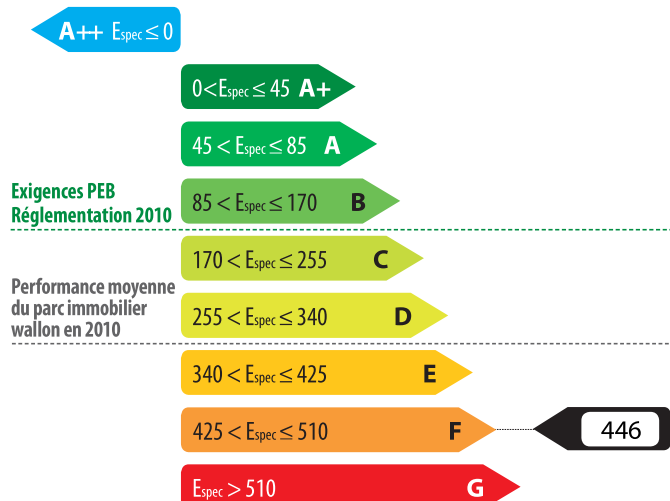 A++ Espec ≤ 0
0 < Espec ≤ 45 A+
45 < Espec ≤ 85 A
Exigences PEB
Réglementation 2010
85 < Espec ≤ 170 B
170 < Espec ≤ 255 C
Performance moyenne
du parc immobilier
wallon en 2010
255 < Espec ≤ 340 D
340 < Espec ≤ 425 E
425 < Espec ≤ 510 F
446
Espec > 510 G